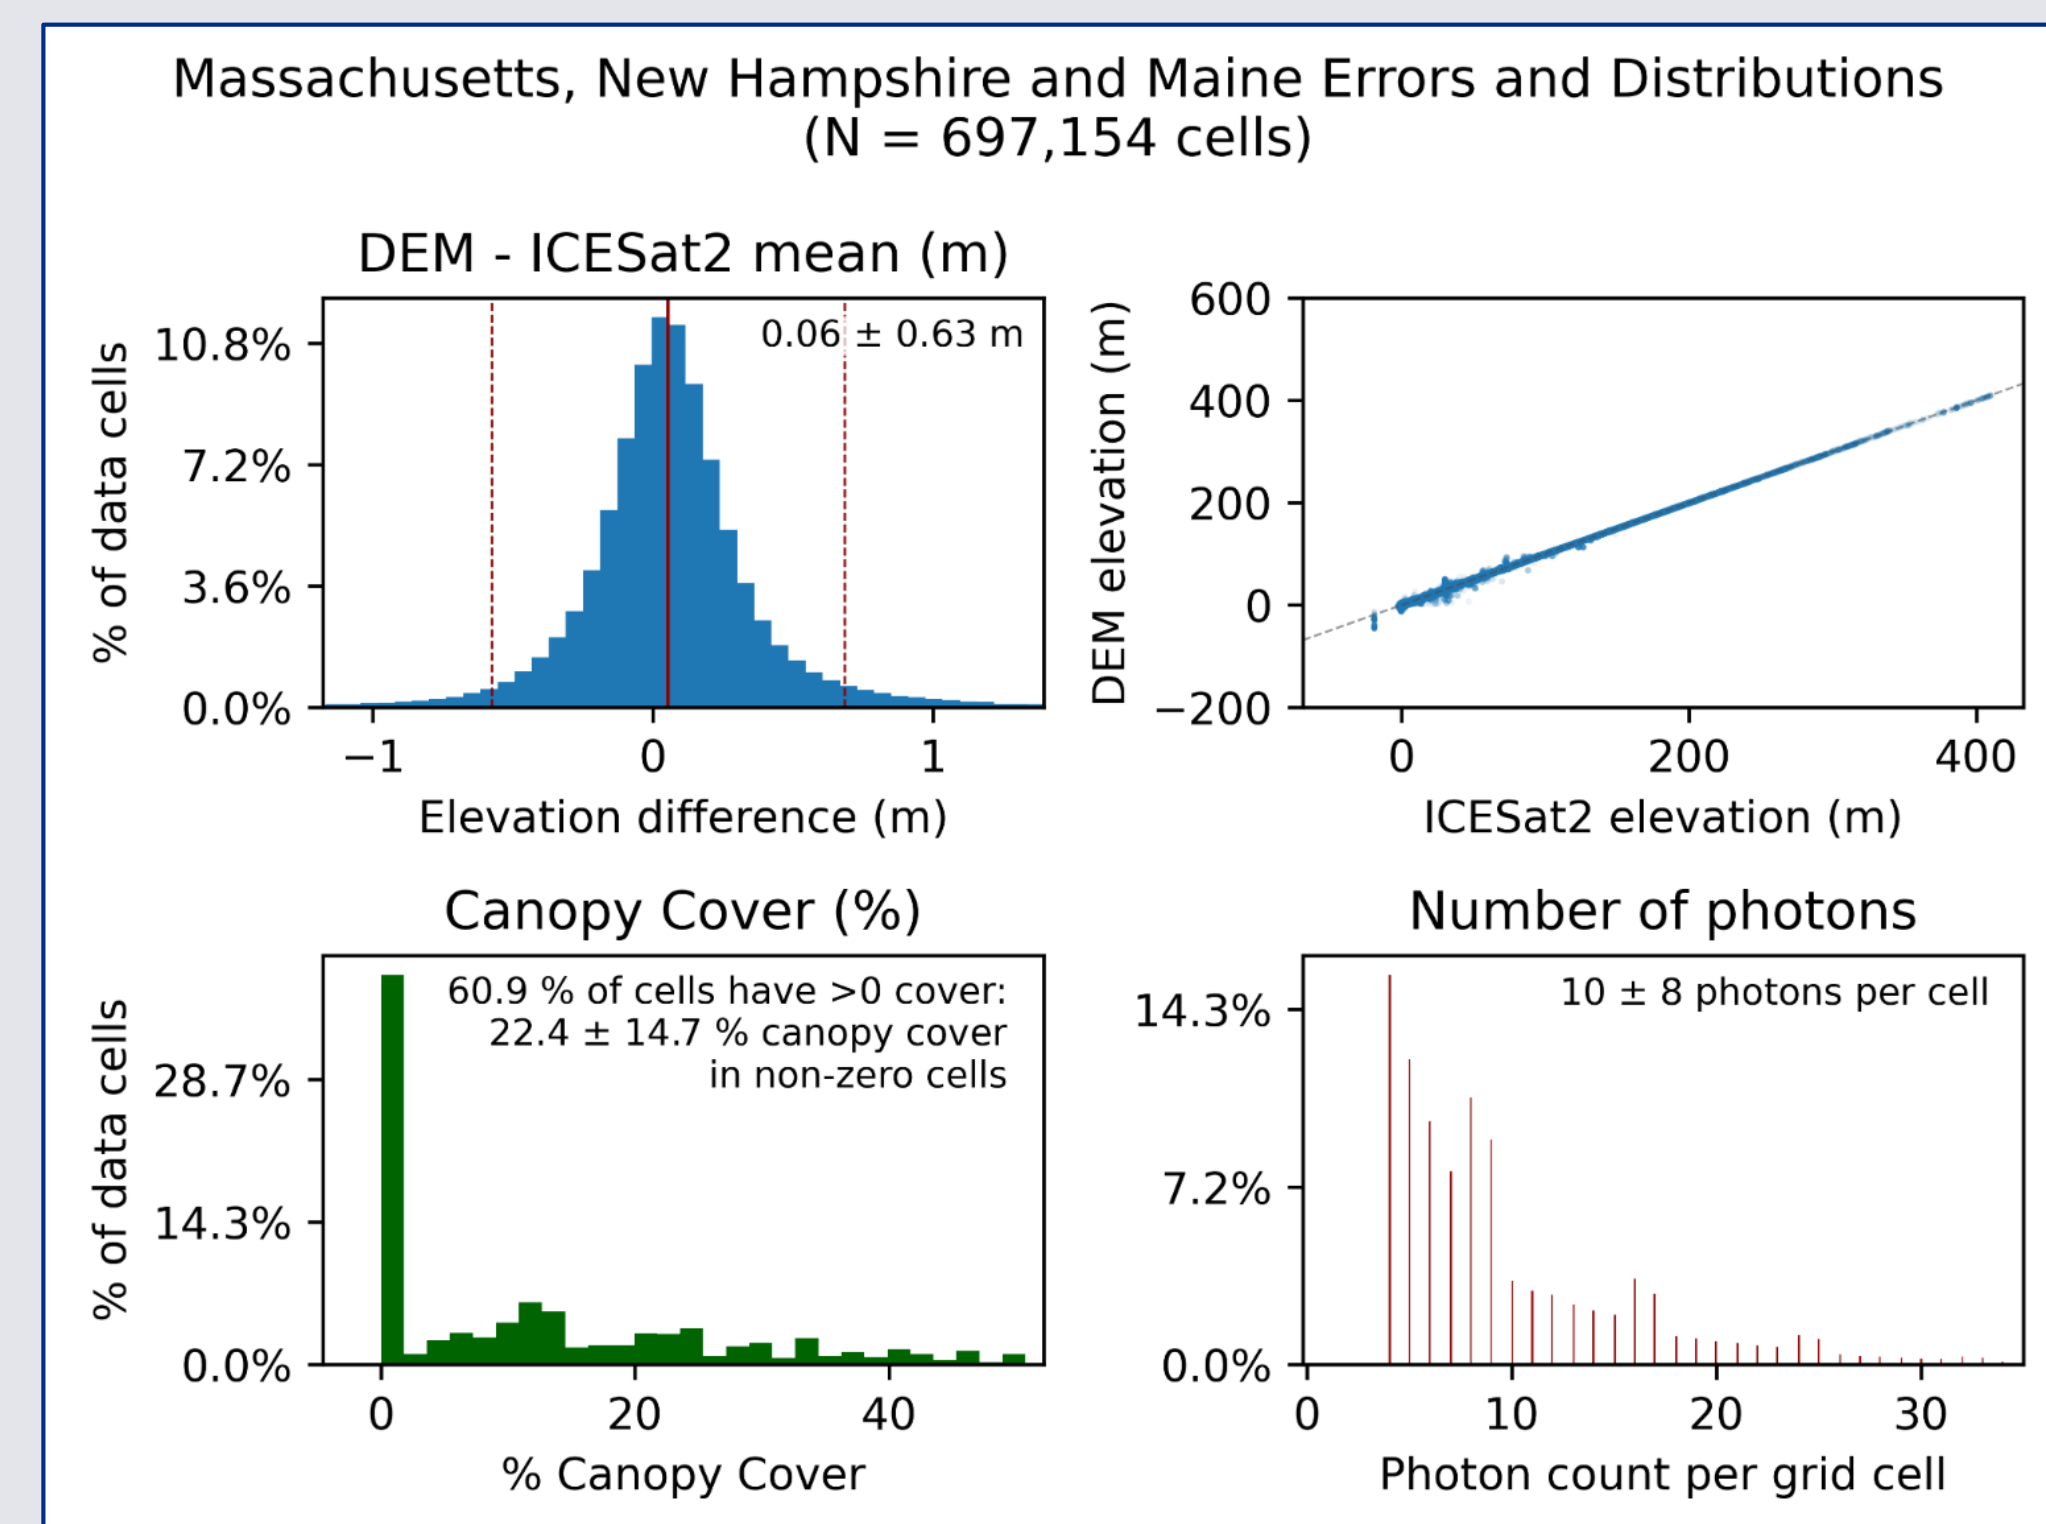 Massachusetts, New Hampshire and Maine Errors and Distributions
(N = 697,154 cells)
DEM - ICESat2 mean (m)
% of data cells
10.8%
7.2%
3.6%
0.0%
0.06 ± 0.63 m
−1
0
1
Elevation difference (m)
DEM elevation (m)
600
400
200
0
−200
0
200
400
ICESat2 elevation (m)
Canopy Cover (%)
% of data cells
28.7%
14.3%
0.0%
60.9 % of cells have >0 cover:
22.4 ± 14.7 % canopy cover
in non-zero cells
0
20
40
% Canopy Cover
Number of photons
14.3%
7.2%
0.0%
10 ± 8 photons per cell
0
10
20
30
Photon count per grid cell